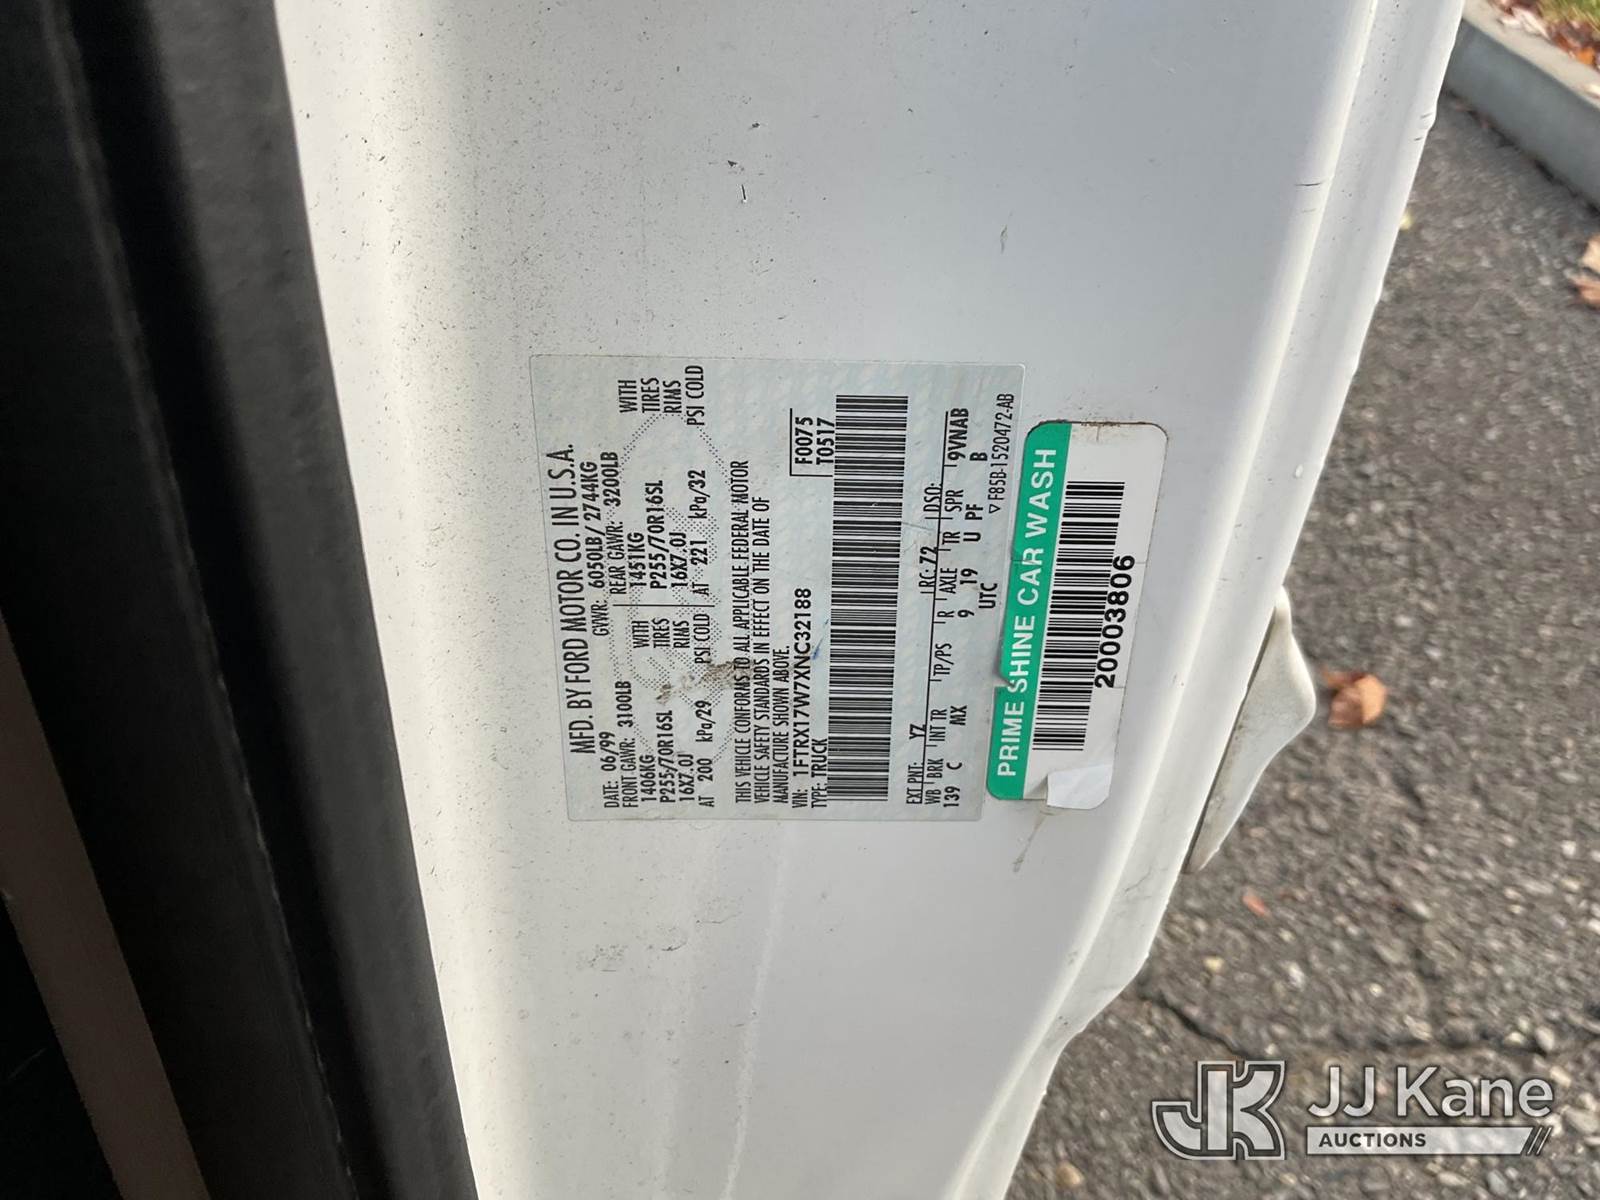 MFD. BY FORD MOTOR CO. IN U.S.A.
DATE: 06/99 GVWR: 6050LB/ 2744KG
FRONT GAWR: 3100LB REAR GAWR: 3200LB
1406KG WITH 1451KG WITH
P255/70R16SL TIRES P255/70R16SL TIRES
16X7.0J RIMS 16X7.0J RIMS
AT 200 kPa/29 PSI COLD AT 221 kPa/32 PSI COLD
THIS VEHICLE CONFORMS TO ALL APPLICABLE FEDERAL MOTOR
VEHICLE SAFETY STANDARDS IN EFFECT ON THE DATE OF
MANUFACTURE SHOWN ABOVE.
VIN: 1FTRX17W7XNC32188 F0075
TYPE: TRUCK T0517
EXT PNT: YZ RC: 72 DSO:
WB BRK INT TR TP/PS R AXLE TR SPR 9VNAB
139 C MX 9 19 U PF B
UTC
▽ F85B-1520472-AB
PRIME SHINE CAR WASH
20003806
JK JJ Kane
AUCTIONS